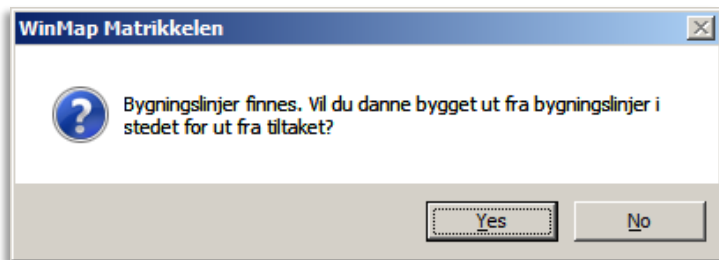 WinMap Matrikkelen
Bygningslinjer finnes. Vil du danne bygget ut fra bygningslinjer i
stedet for ut fra tiltaket?
Yes
No